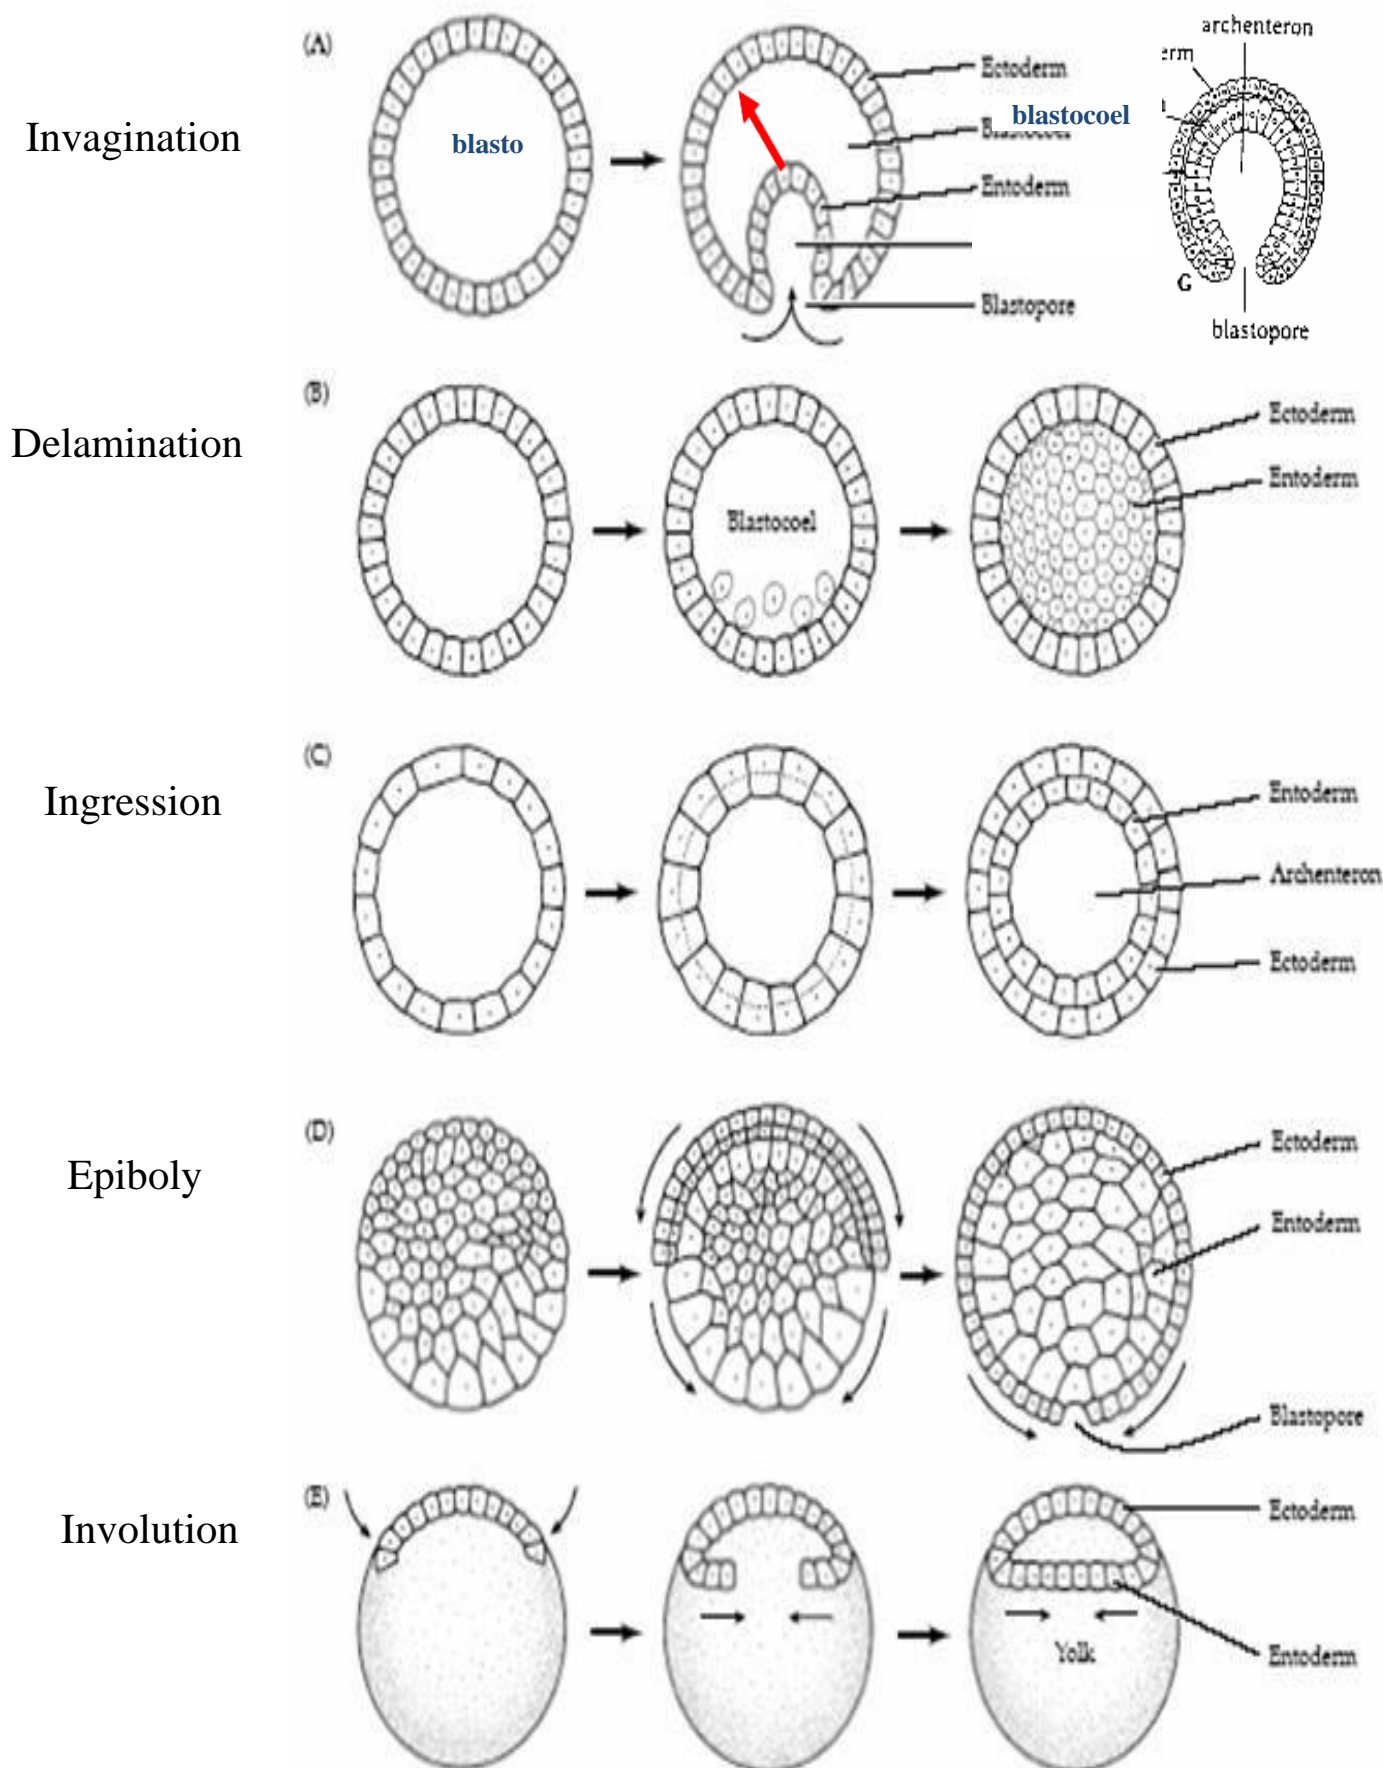 Invagination
(A)
blasto
Ectoderm
blastocoel
Entoderm
Blastopore
archenteron
erm
G
blastopore
Delamination
(B)
Blastocoel
Ectoderm
Entoderm
Ingression
(C)
Entoderm
Archenteron
Ectoderm
Epiboly
(D)
Ectoderm
Entoderm
Blastopore
Involution
(E)
Ectoderm
Yolk
Entoderm